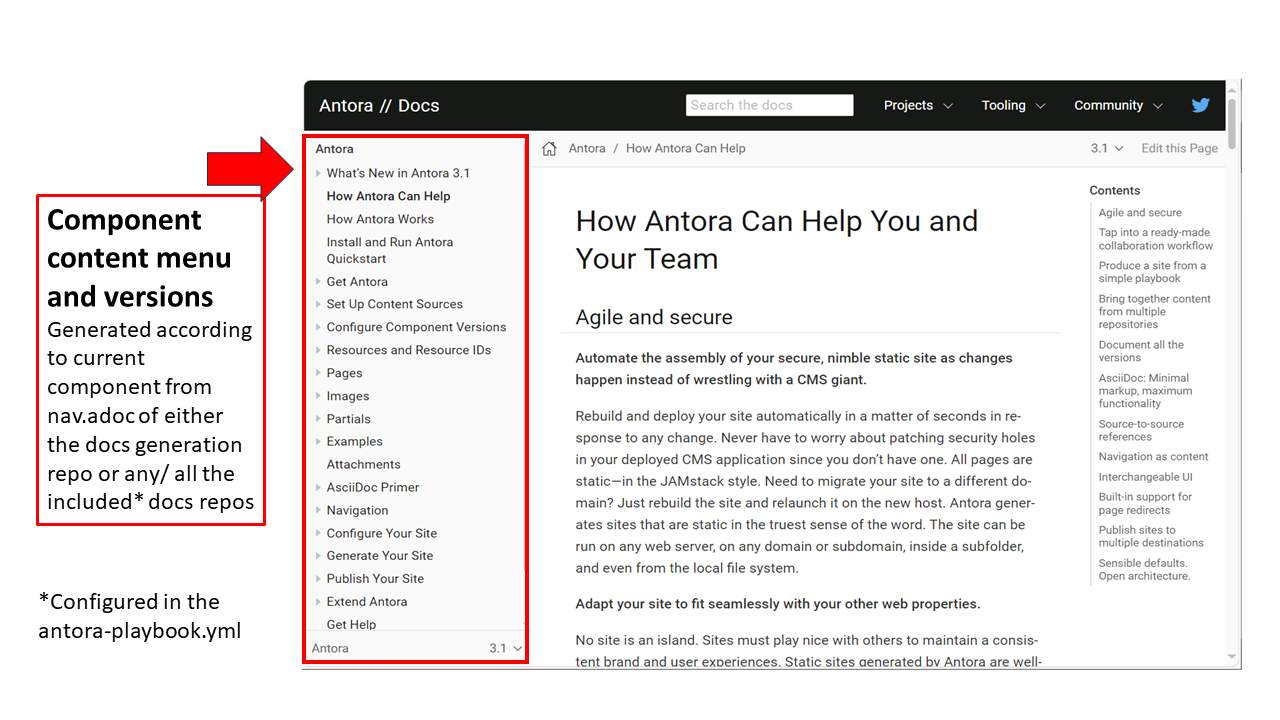 Antora // Docs
Search the docs
Projects
Tooling
Community
Component
content menu
and versions
Generated according
to current
component from
nav.adoc of either
the docs generation
repo or any/ all the
included* docs repos
*Configured in the
antora-playbook.yml
Antora
What's New in Antora 3.1
How Antora Can Help
How Antora Works
Install and Run Antora
Quickstart
Get Antora
Set Up Content Sources
Configure Component Versions
Resources and Resource IDs
Pages
Images
Partials
Examples
Attachments
AsciiDoc Primer
Navigation
Configure Your Site
Generate Your Site
Publish Your Site
Extend Antora
Get Help
Antora 3.1
Antora / How Antora Can Help
3.1
Edit this Page
How Antora Can Help You and
Your Team
Agile and secure
Automate the assembly of your secure, nimble static site as changes
happen instead of wrestling with a CMS giant.
Rebuild and deploy your site automatically in a matter of seconds in re-
sponse to any change. Never have to worry about patching security holes
in your deployed CMS application since you don't have one. All pages are
static—in the JAMstack style. Need to migrate your site to a different do-
main? Just rebuild the site and relaunch it on the new host. Antora gener-
ates sites that are static in the truest sense of the word. The site can be
run on any web server, on any domain or subdomain, inside a subfolder,
and even from the local file system.
Adapt your site to fit seamlessly with your other web properties.
No site is an island. Sites must play nice with others to maintain a consis-
tent brand and user experiences. Static sites generated by Antora are well-
Contents
Agile and secure
Tap into a ready-made
collaboration workflow
Produce a site from a
simple playbook
Bring together content
from multiple
repositories
Document all the
versions
AsciiDoc: Minimal
markup, maximum
functionality
Source-to-source
references
Navigation as content
Interchangeable UI
Built-in support for
page redirects
Publish sites to
multiple destinations
Sensible defaults.
Open architecture.